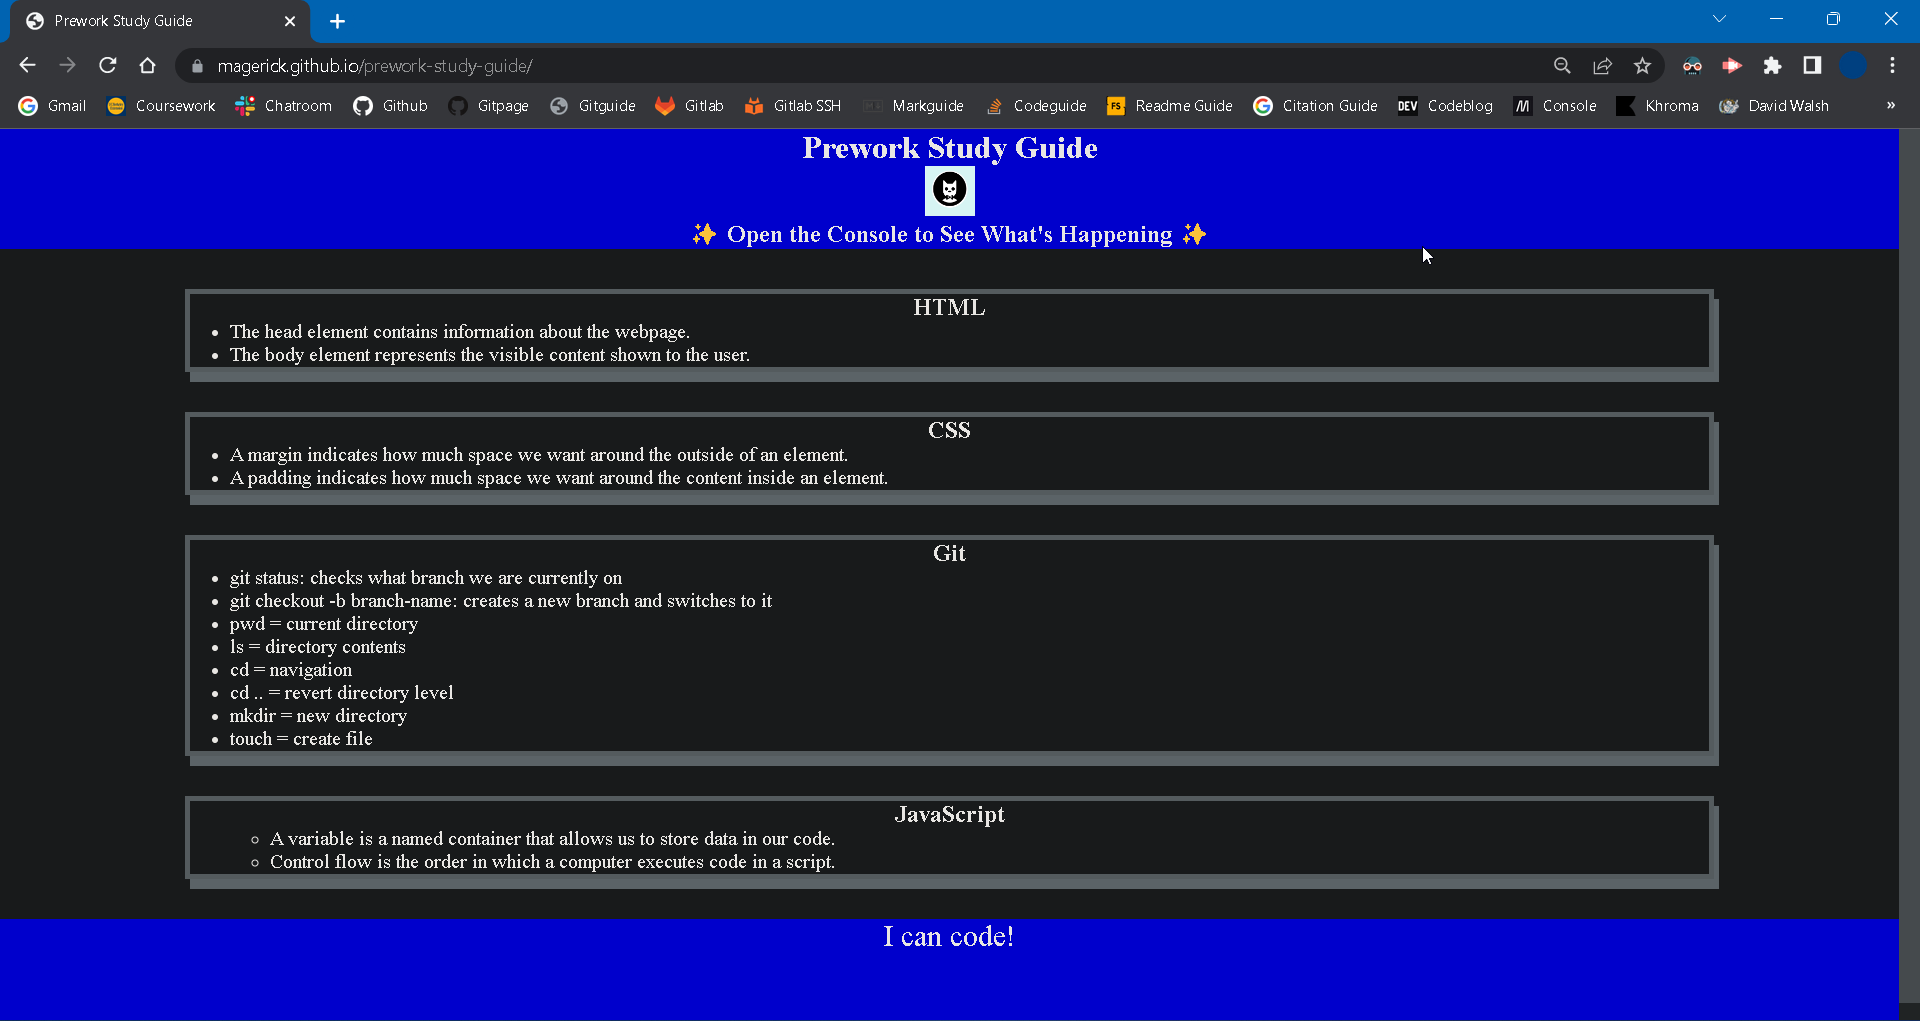 Prework Study Guide
magerick.github.io/prework-study-guide/
Gmail Coursework Chatroom Github Gitpage Gitguide Gitlab Gitlab SSH Markguide Codeguide FS Readme Guide Citation Guide DEV Codeblog Console Khroma David Walsh »
Prework Study Guide
✨ Open the Console to See What's Happening ✨
HTML
• The head element contains information about the webpage.
• The body element represents the visible content shown to the user.
CSS
• A margin indicates how much space we want around the outside of an element.
• A padding indicates how much space we want around the content inside an element.
Git
• git status: checks what branch we are currently on
• git checkout -b branch-name: creates a new branch and switches to it
• pwd = current directory
• ls = directory contents
• cd = navigation
• cd .. = revert directory level
• mkdir = new directory
• touch = create file
JavaScript
◦ A variable is a named container that allows us to store data in our code.
◦ Control flow is the order in which a computer executes code in a script.
I can code!